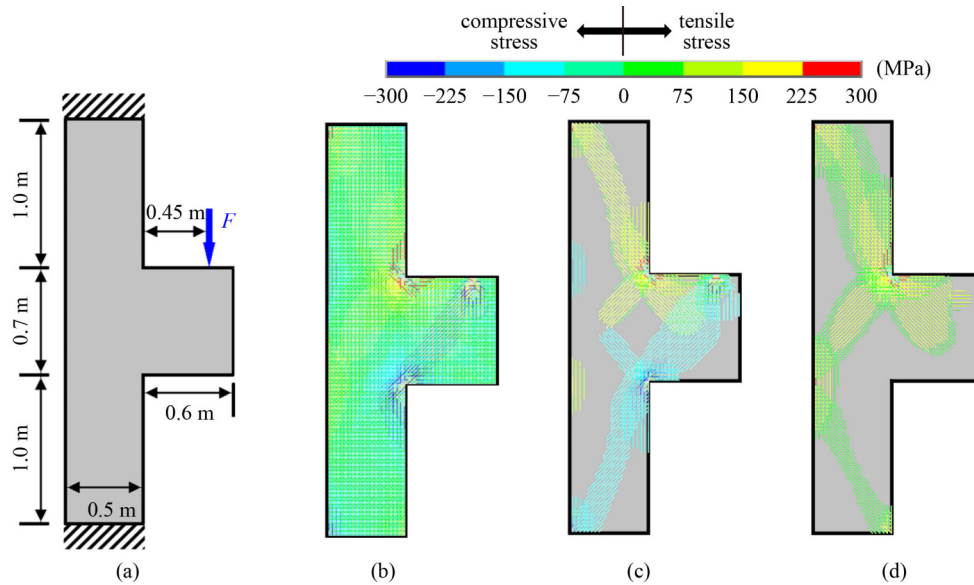 compressive stress
tensile stress
(MPa)
−300 −225 −150 −75 0 75 150 225 300
1.0 m
0.45 m
F
0.7 m
0.6 m
1.0 m
0.5 m
(a) (b) (c) (d)